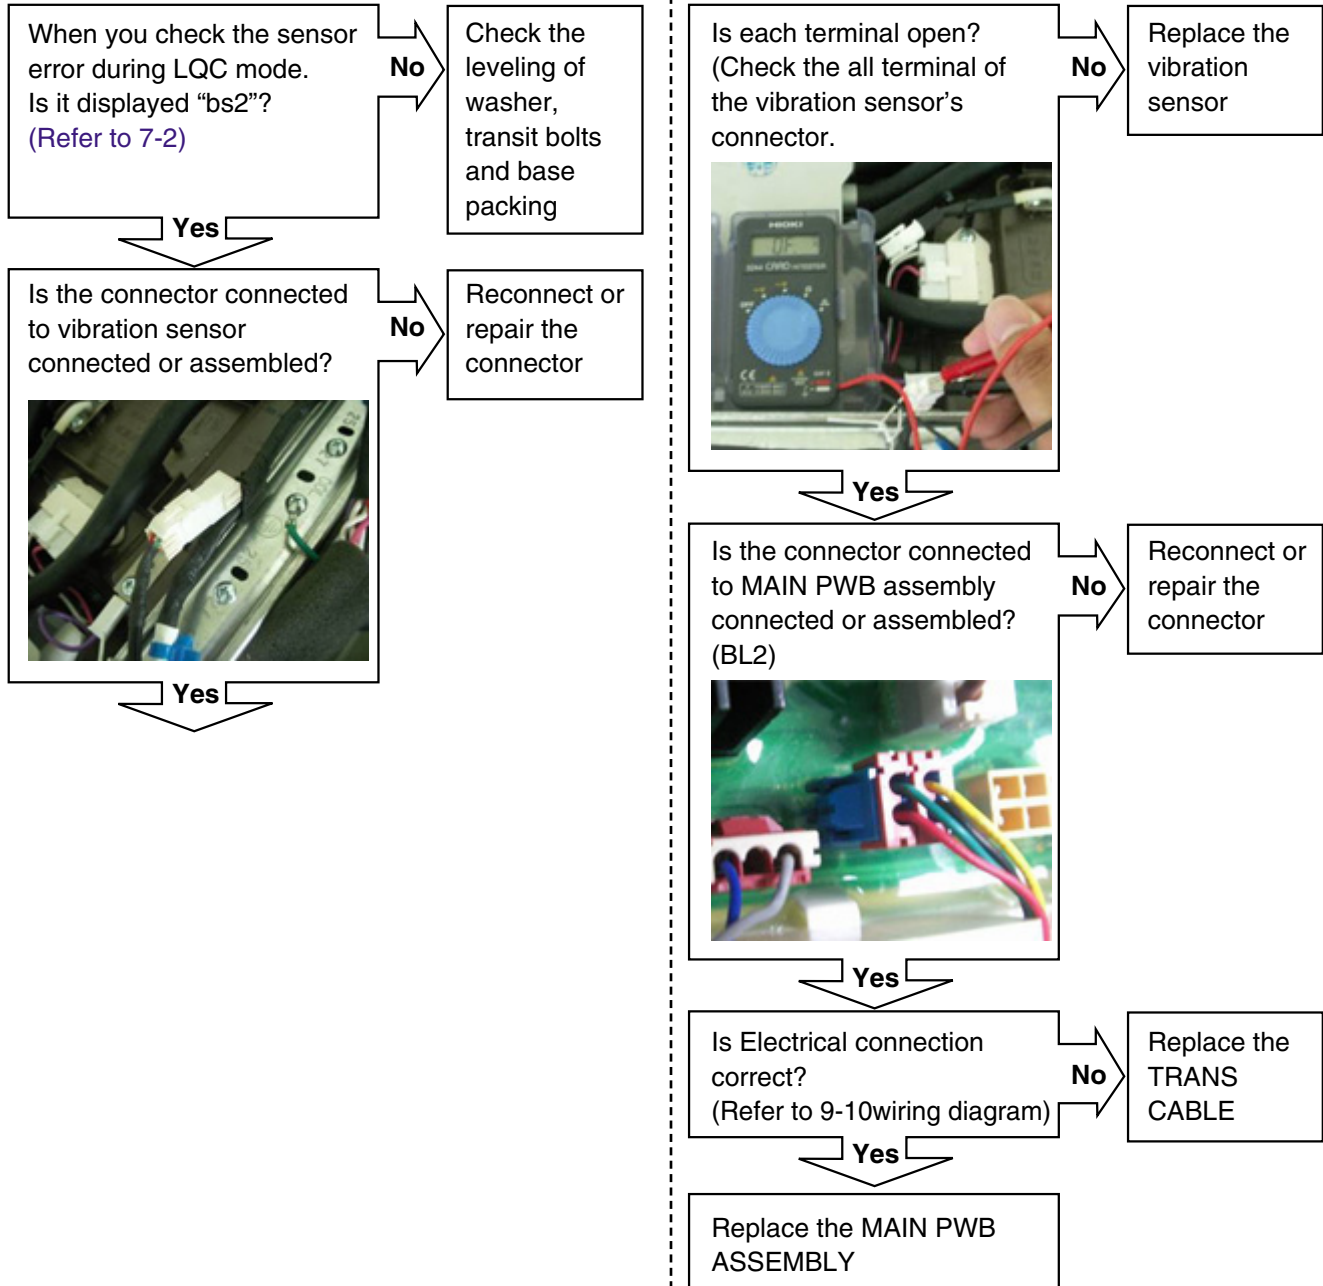 When you check the sensor
error during LQC mode.
Is it displayed “bs2”?
(Refer to 7-2)
No
Check the
leveling of
washer,
transit bolts
and base
packing
Yes
Is the connector connected
to vibration sensor
connected or assembled?
No
Reconnect or
repair the
connector
Yes
Is each terminal open?
(Check the all terminal of
the vibration sensor’s
connector.
No
Replace the
vibration
sensor
HIOKI
CARD
OFF
CE
Yes
Is the connector connected
to MAIN PWB assembly
connected or assembled?
(BL2)
No
Reconnect or
repair the
connector
Yes
Is Electrical connection
correct?
(Refer to 9-10wiring diagram)
No
Replace the
TRANS
CABLE
Yes
Replace the MAIN PWB
ASSEMBLY